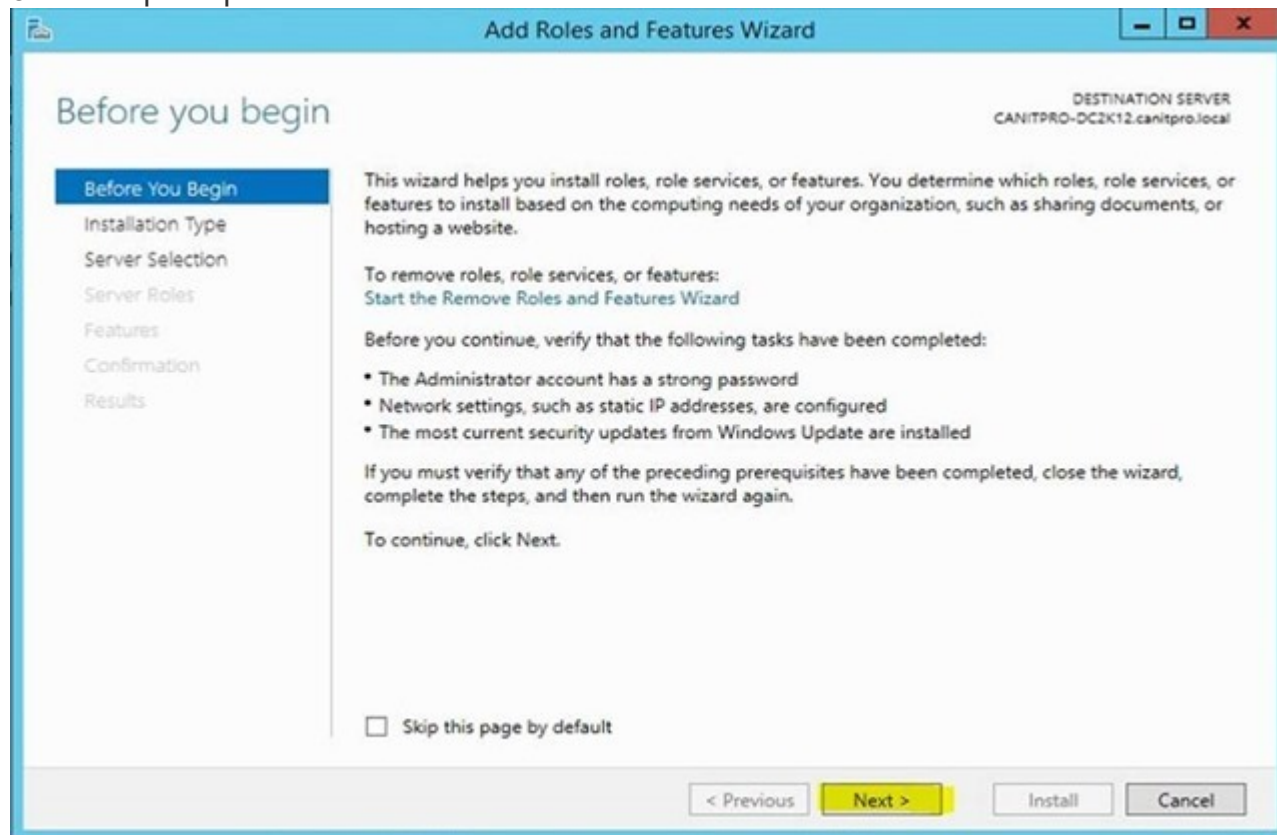 Add Roles and Features Wizard
Before you begin
DESTINATION SERVER
CANITPRO-DC2K12.canitpro.local
Before You Begin
Installation Type
Server Selection
Server Roles
Features
Confirmation
Results
This wizard helps you install roles, role services, or features. You determine which roles, role services, or
features to install based on the computing needs of your organization, such as sharing documents, or
hosting a website.
To remove roles, role services, or features:
Start the Remove Roles and Features Wizard
Before you continue, verify that the following tasks have been completed:
• The Administrator account has a strong password
• Network settings, such as static IP addresses, are configured
• The most current security updates from Windows Update are installed
If you must verify that any of the preceding prerequisites have been completed, close the wizard,
complete the steps, and then run the wizard again.
To continue, click Next.
Skip this page by default
< Previous
Next >
Install
Cancel